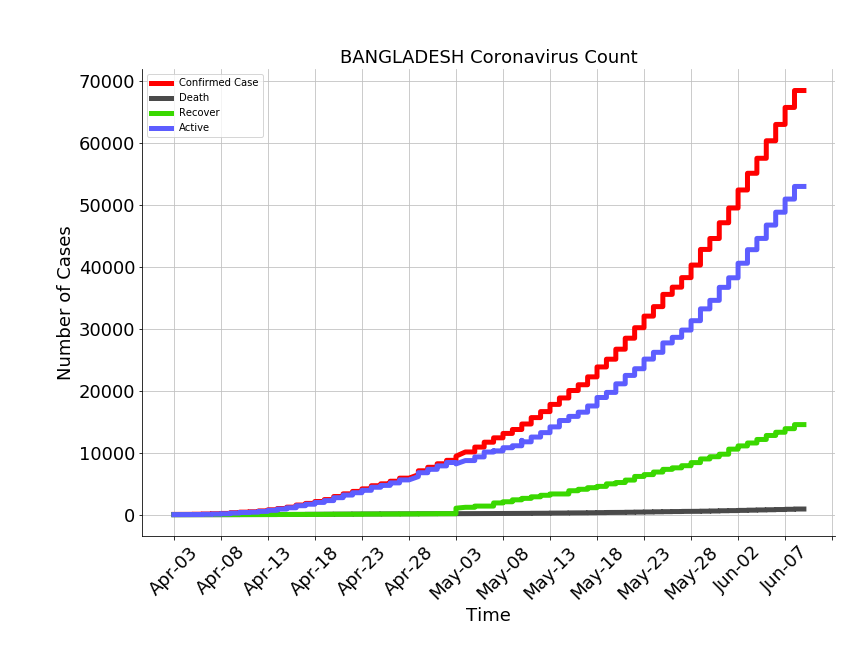 BANGLADESH Coronavirus Count
Confirmed Case
Death
Recover
Active
70000
60000
50000
40000
30000
20000
10000
0
Number of Cases
Apr-03
Apr-08
Apr-13
Apr-18
Apr-23
Apr-28
May-03
May-08
May-13
May-18
May-23
May-28
Jun-02
Jun-07
Time